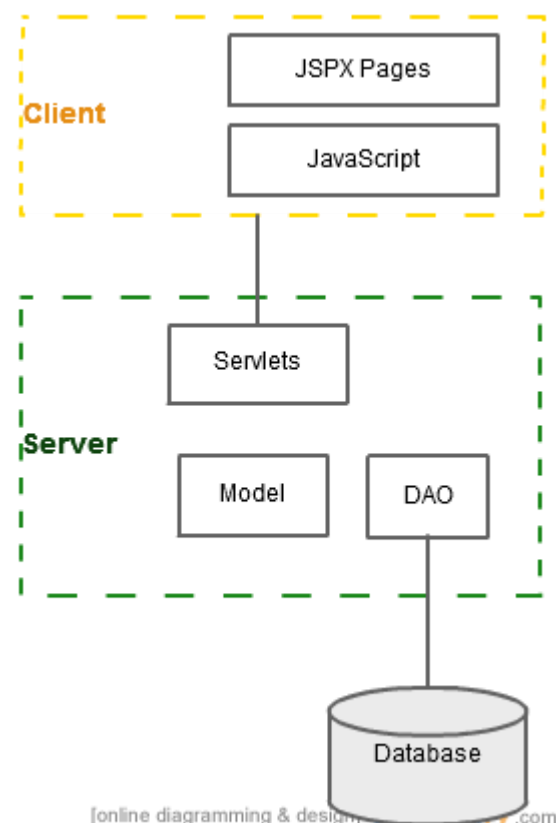 JSPX Pages
Client
JavaScript
Servlets
Server
Model
DAO
Database
[online diagramming & design] .com